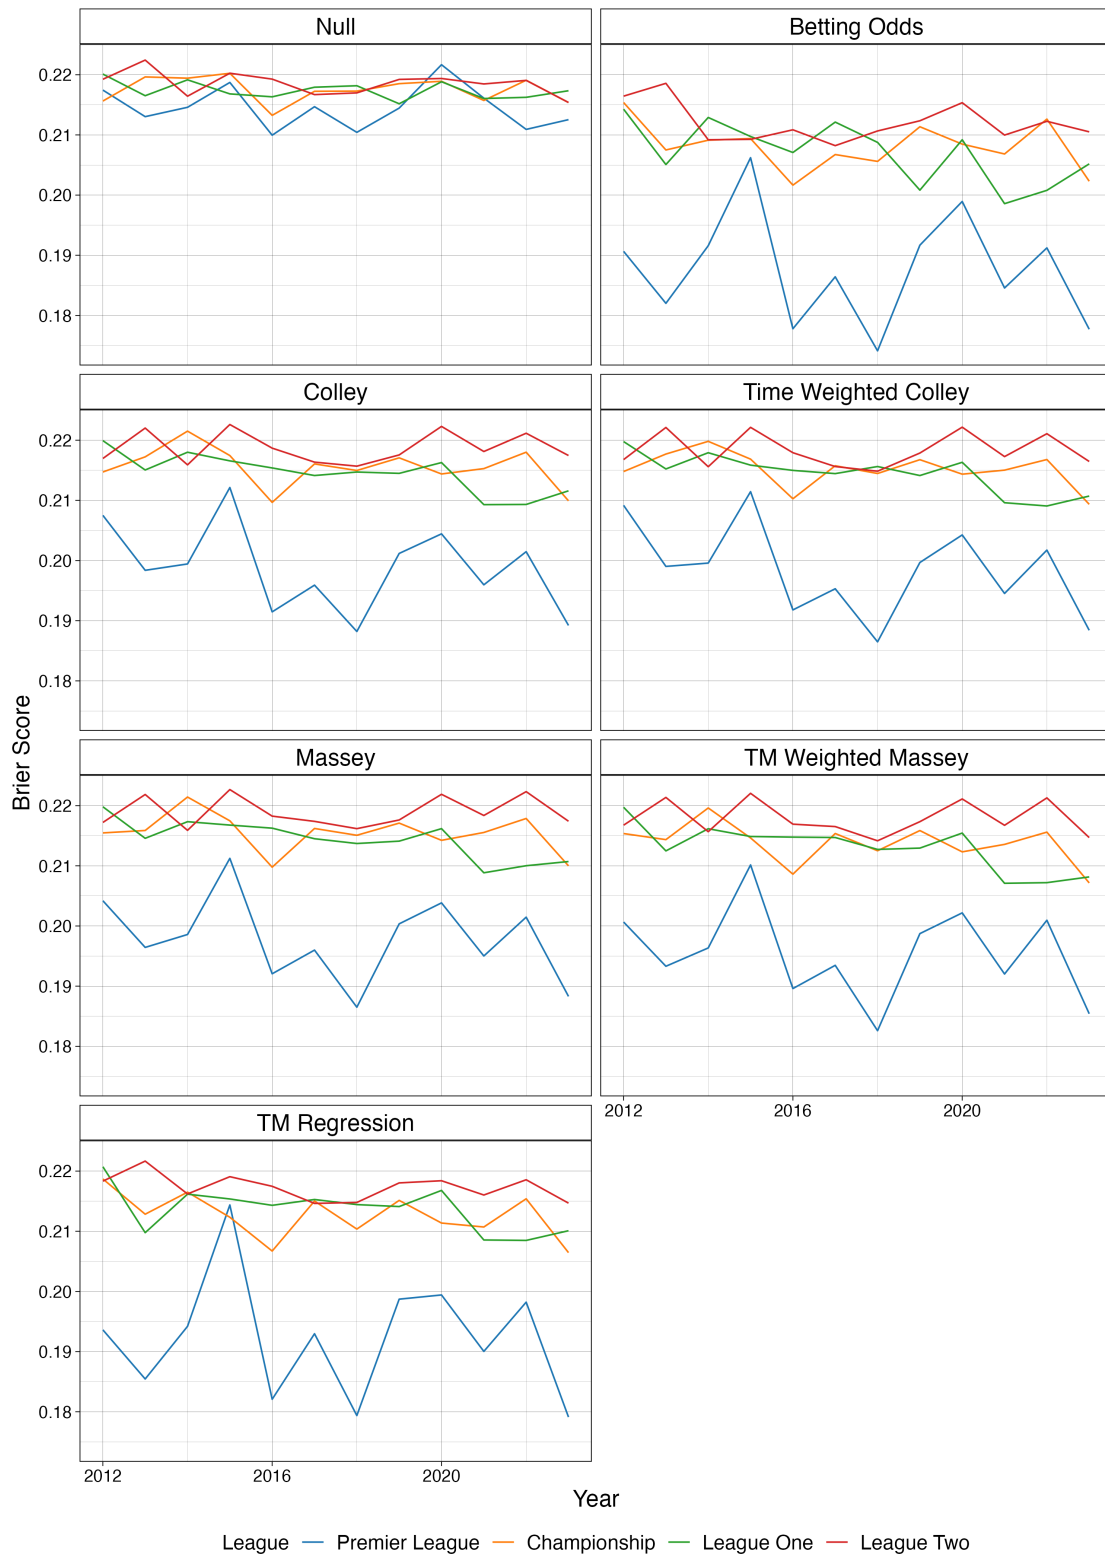 Null
Betting Odds
0.22
0.21
0.20
0.19
0.18
Colley
Time Weighted Colley
0.22
0.21
0.20
0.19
0.18
Brier Score
Massey
TM Weighted Massey
0.22
0.21
0.20
0.19
0.18
2012
2016
2020
TM Regression
0.22
0.21
0.20
0.19
0.18
2012
2016
2020
Year
League Premier League Championship League One League Two